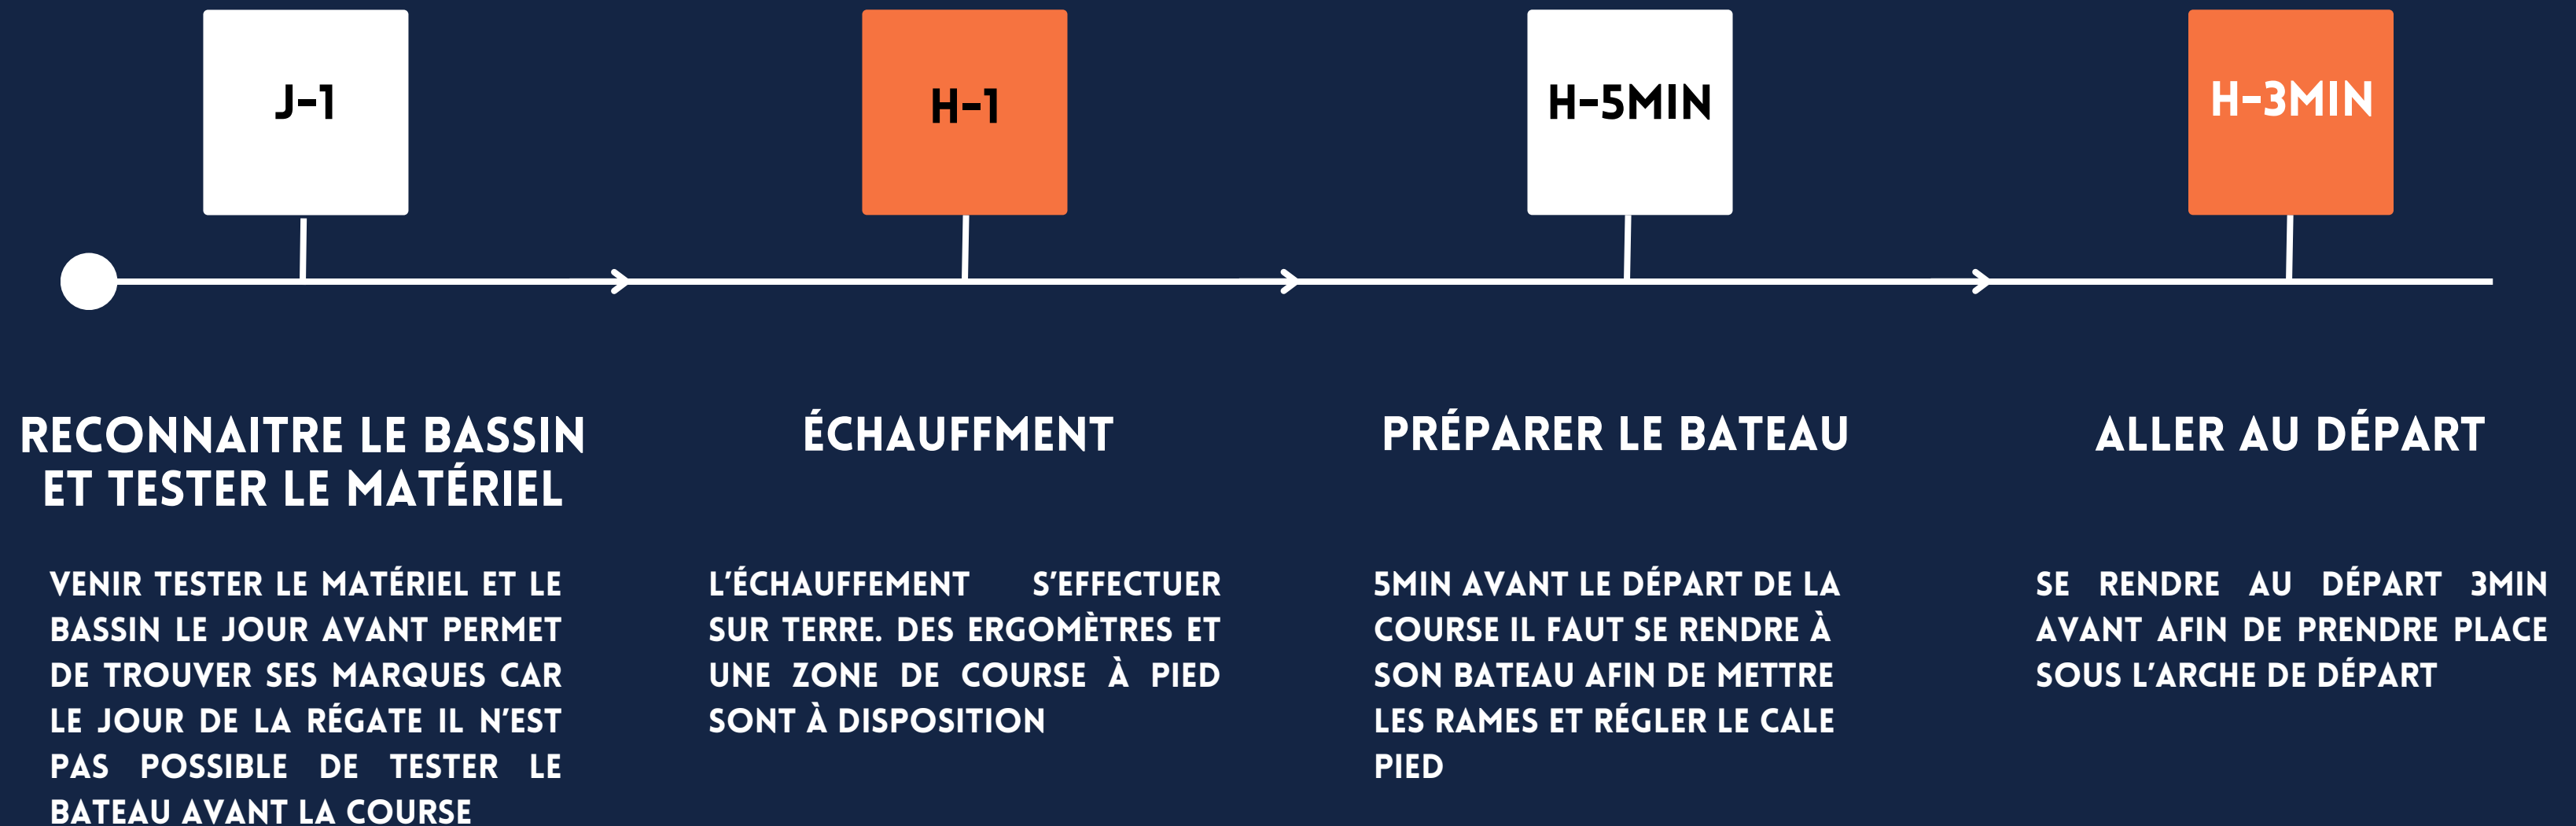 J-1
H-1
H-5MIN
H-3MIN
RECONNAITRE LE BASSIN
ET TESTER LE MATÉRIEL
VENIR TESTER LE MATÉRIEL ET LE
BASSIN LE JOUR AVANT PERMET
DE TROUVER SES MARQUES CAR
LE JOUR DE LA RÉGATE IL N'EST
PAS POSSIBLE DE TESTER LE
BATEAU AVANT LA COURSE
ÉCHAUFFMENT
L'ÉCHAUFFEMENT S'EFFECTUER
SUR TERRE. DES ERGOMÈTRES ET
UNE ZONE DE COURSE À PIED
SONT À DISPOSITION
PRÉPARER LE BATEAU
5MIN AVANT LE DÉPART DE LA
COURSE IL FAUT SE RENDRE À
SON BATEAU AFIN DE METTRE
LES RAMES ET RÉGLER LE CALE
PIED
ALLER AU DÉPART
SE RENDRE AU DÉPART 3MIN
AVANT AFIN DE PRENDRE PLACE
SOUS L'ARCHE DE DÉPART